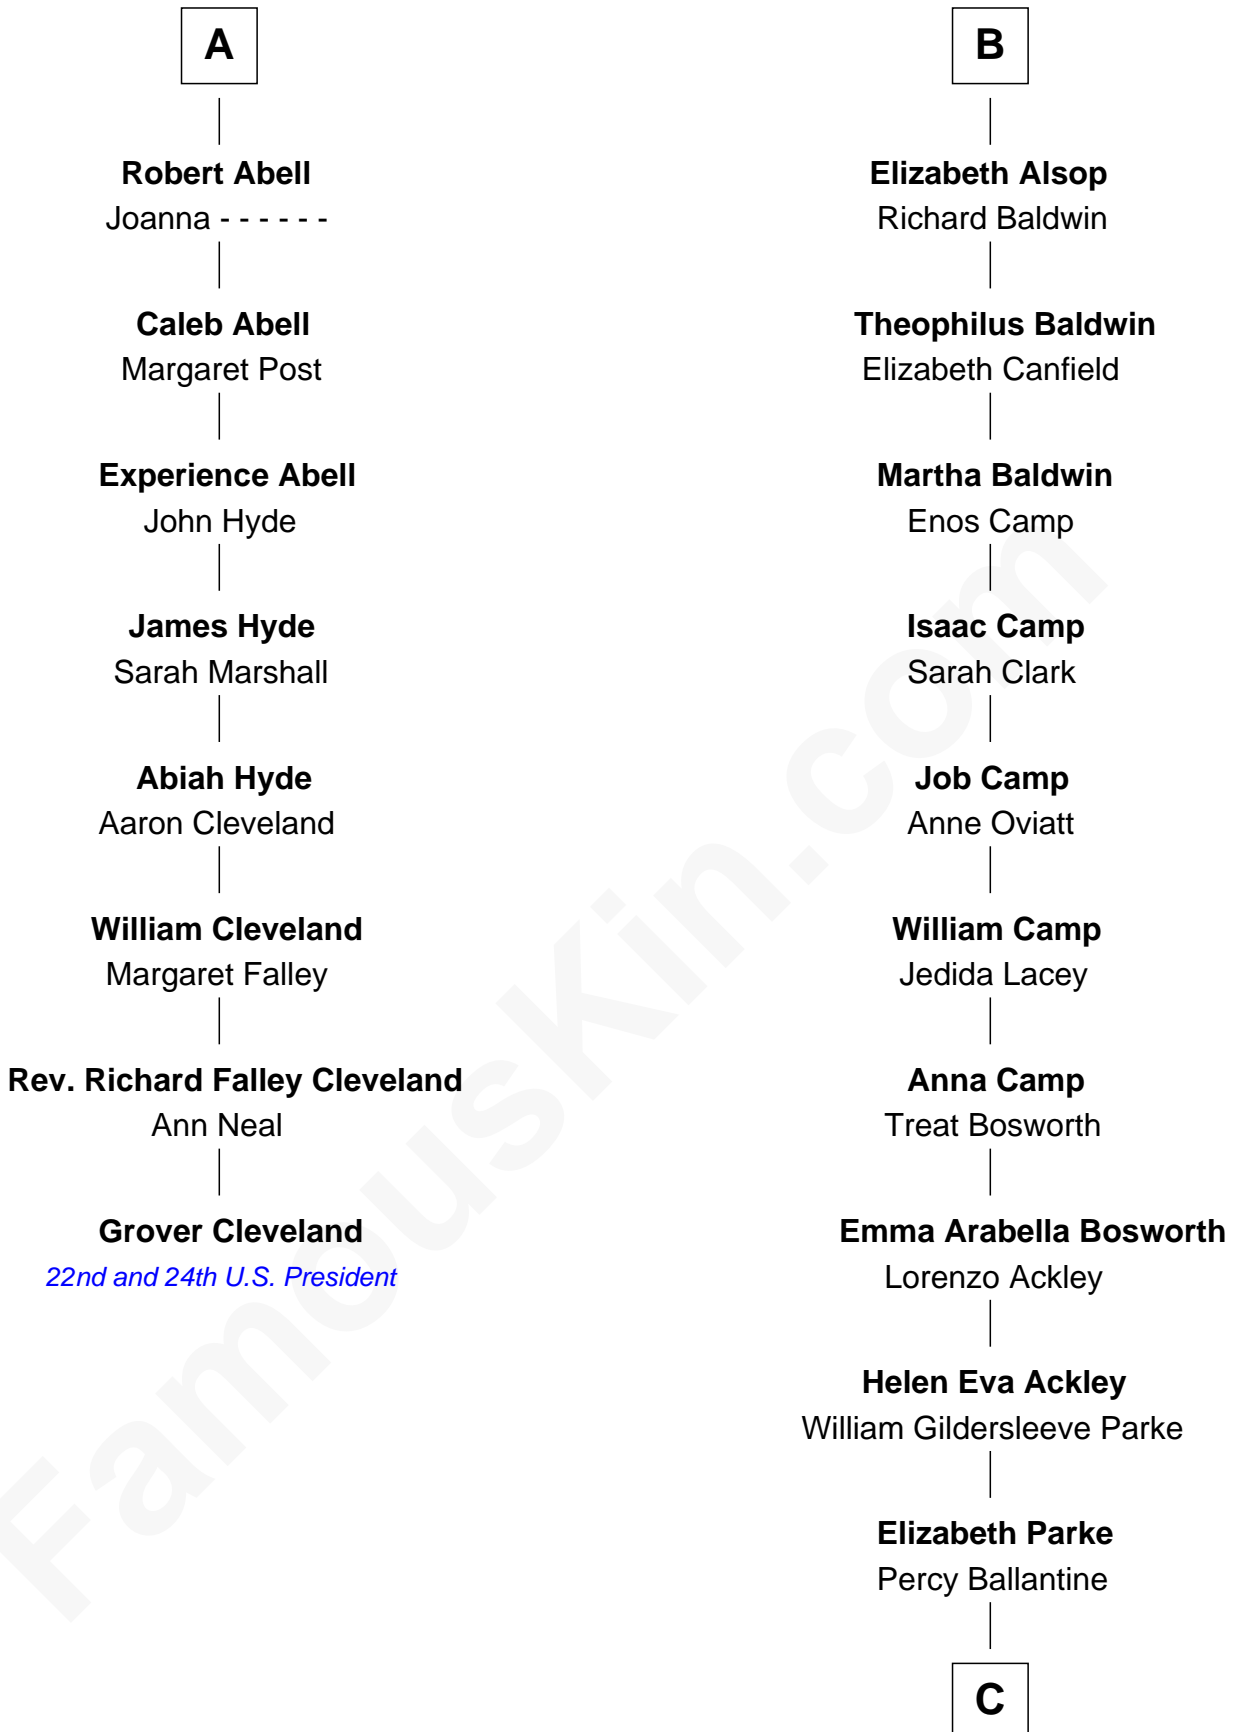 A
Robert Abell
Joanna - - - - - -
Caleb Abell
Margaret Post
Experience Abell
John Hyde
James Hyde
Sarah Marshall
Abiah Hyde
Aaron Cleveland
William Cleveland
Margaret Falley
Rev. Richard Falley Cleveland
Ann Neal
Grover Cleveland
22nd and 24th U.S. President
B
Elizabeth Alsop
Richard Baldwin
Theophilus Baldwin
Elizabeth Canfield
Martha Baldwin
Enos Camp
Isaac Camp
Sarah Clark
Job Camp
Anne Oviatt
William Camp
Jedida Lacey
Anna Camp
Treat Bosworth
Emma Arabella Bosworth
Lorenzo Ackley
Helen Eva Ackley
William Gildersleeve Parke
Elizabeth Parke
Percy Ballantine
C
FamousKin.com